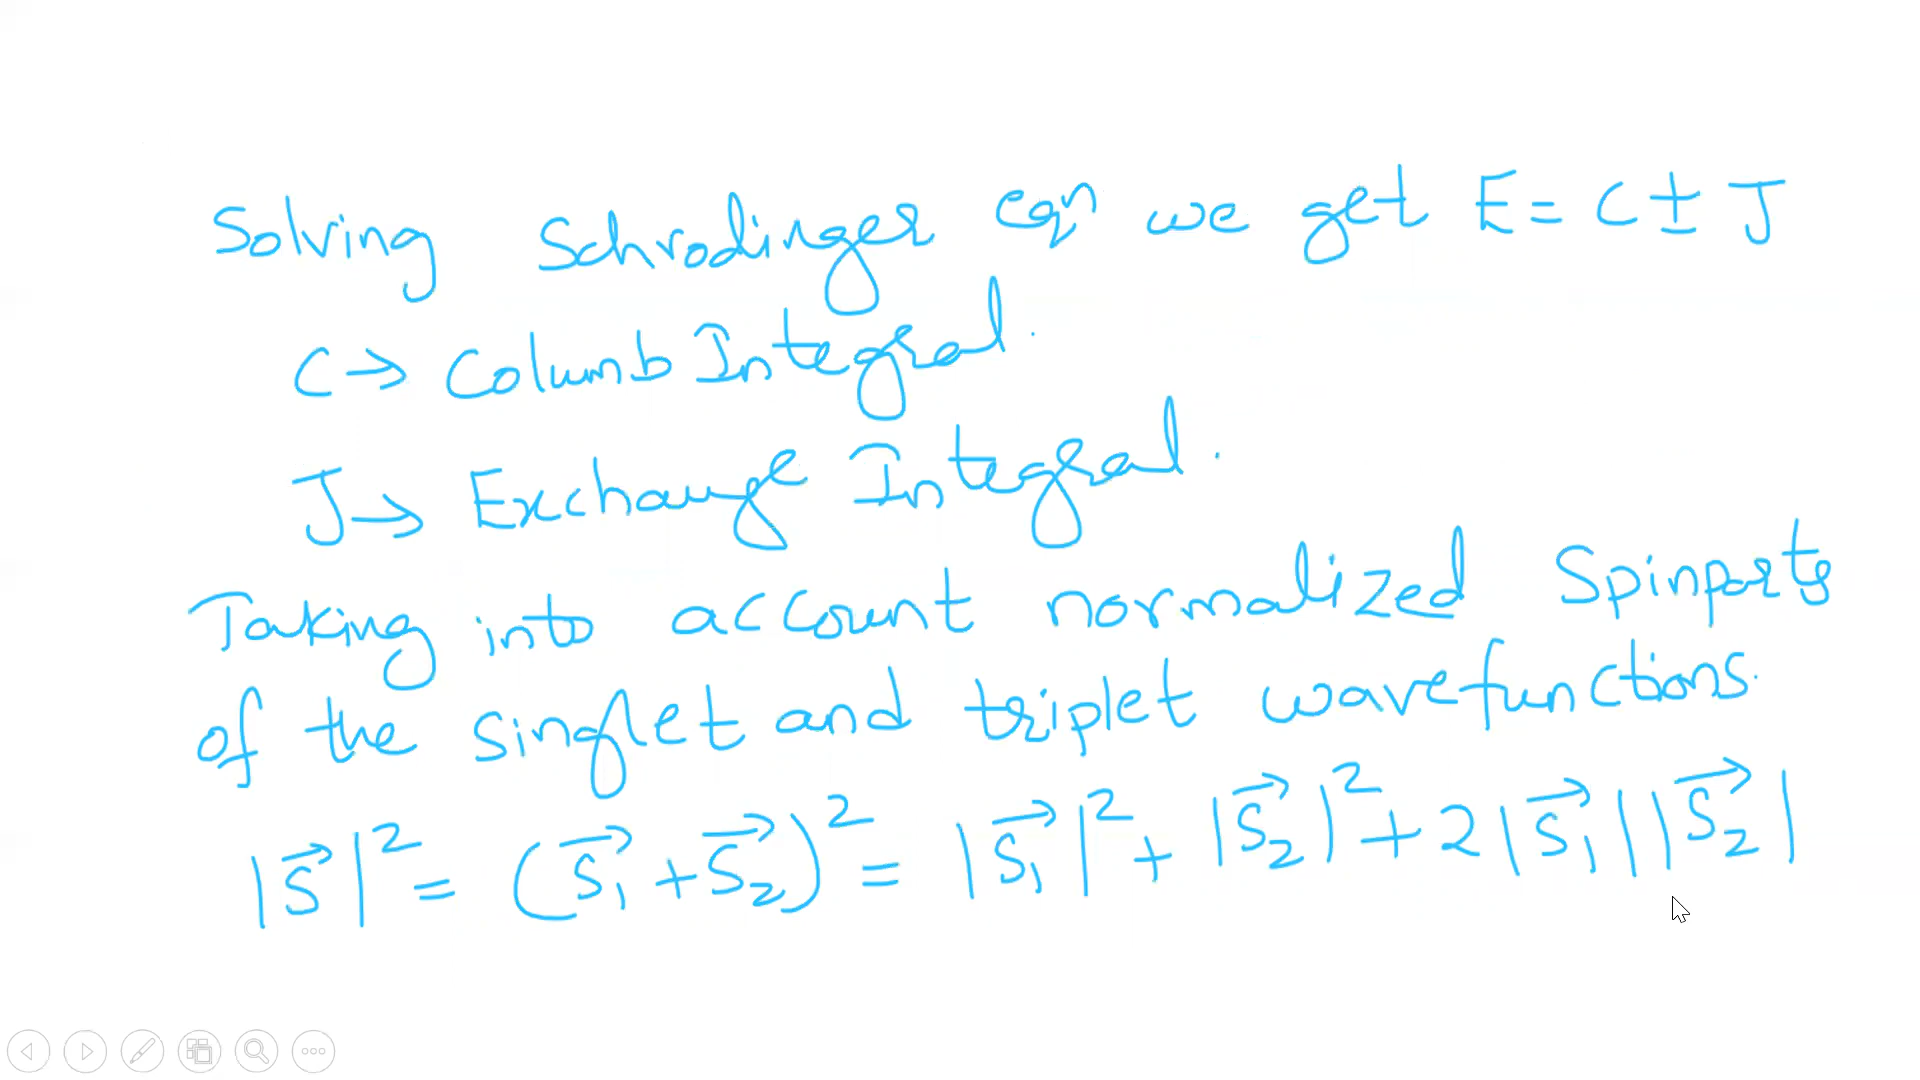 Solving Schrodinger eqn we get E = C ± J
C → Columb Integral.
J → Exchange Integral.
Taking into account normalized Spinparts
of the singlet and triplet wavefunctions.
|S⃗|² = (S⃗₁ + S⃗₂)² = |S⃗₁|² + |S⃗₂|² + 2|S⃗₁||S⃗₂|